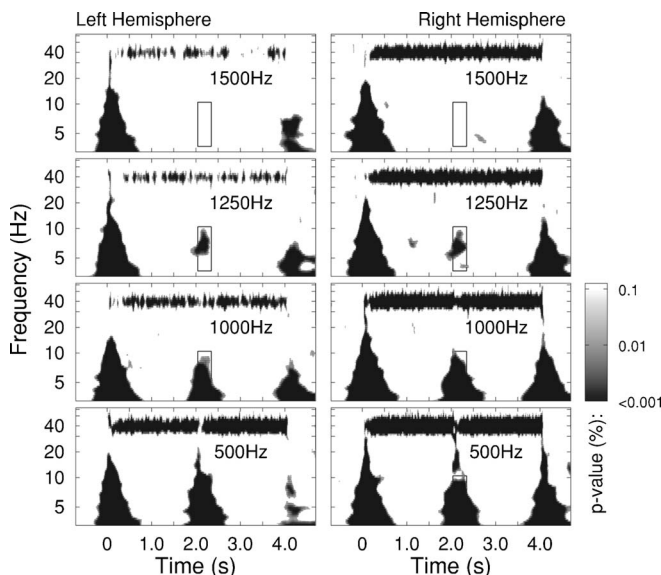 Left Hemisphere
Right Hemisphere
40
20
10
5
1500Hz
1500Hz
40
20
10
5
1250Hz
1250Hz
40
20
10
5
1000Hz
1000Hz
40
20
10
5
500Hz
500Hz
Frequency (Hz)
0 1.0 2.0 3.0 4.0
0 1.0 2.0 3.0 4.0
Time (s)
Time (s)
0.1
0.01
<0.001
p-value (%):